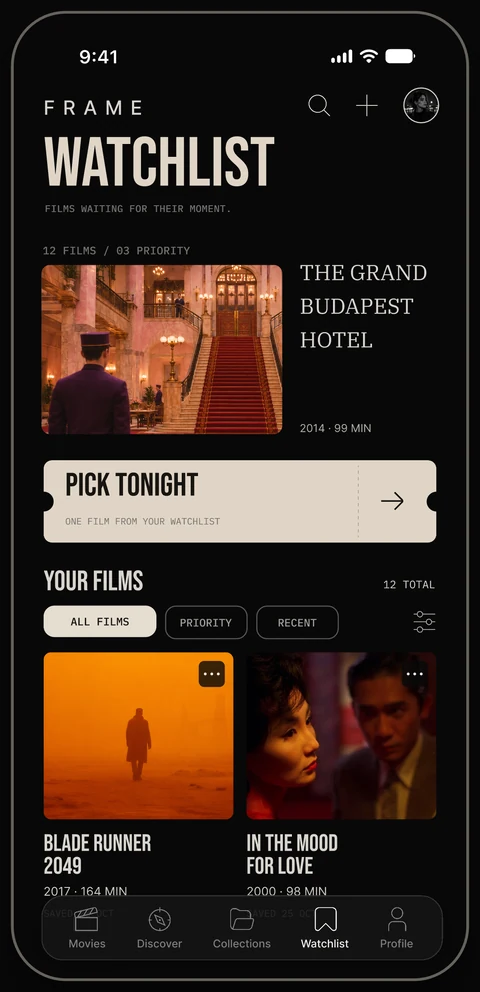 9:41
FRAME
WATCHLIST
FILMS WAITING FOR THEIR MOMENT.
12 FILMS / 03 PRIORITY
THE GRAND
BUDAPEST
HOTEL
2014 · 99 MIN
PICK TONIGHT
ONE FILM FROM YOUR WATCHLIST
YOUR FILMS
12 TOTAL
ALL FILMS
PRIORITY
RECENT
BLADE RUNNER
2049
2017 · 164 MIN
IN THE MOOD
FOR LOVE
2000 · 98 MIN
Movies
Discover
Collections
Watchlist
Profile